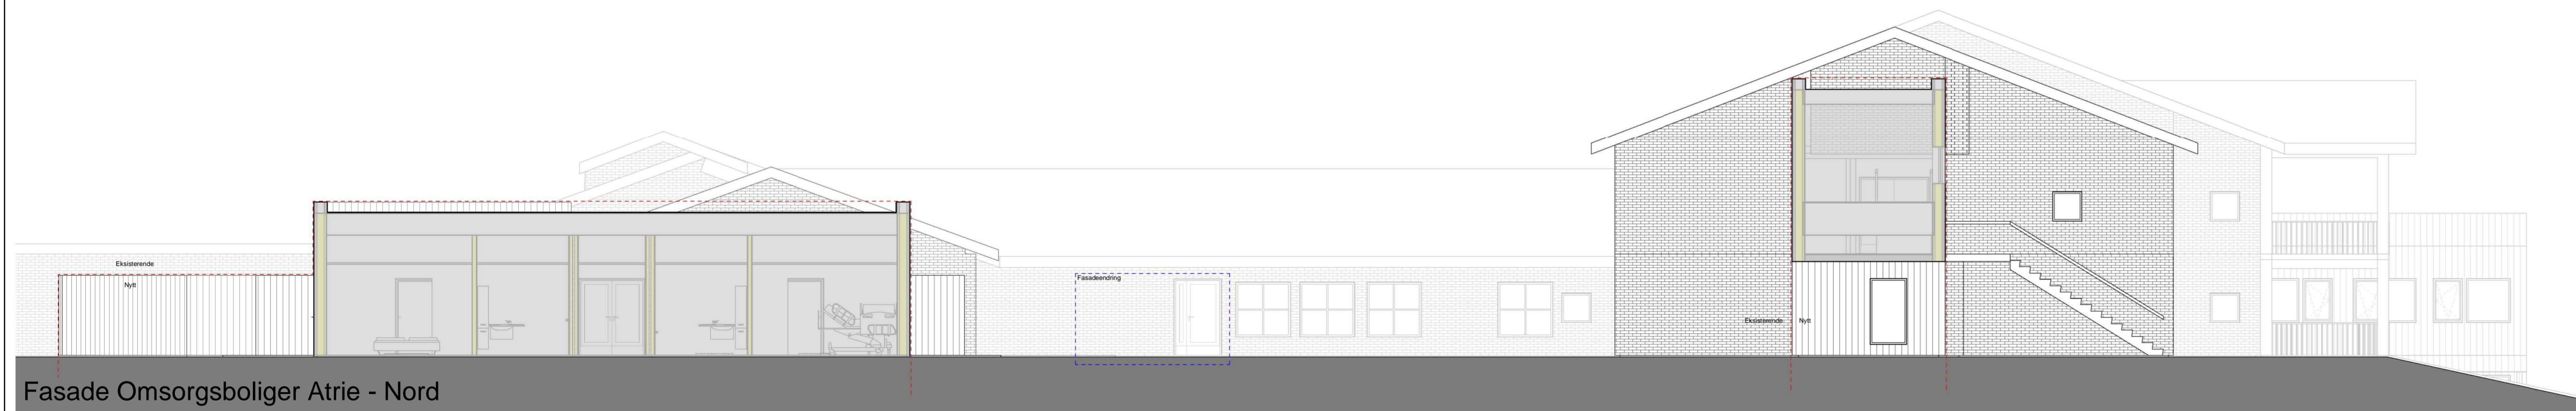 Eksisterende
Nytt
Fasadeendring
Eksisterende
Nytt
Fasade Omsorgsboliger Atrie - Nord